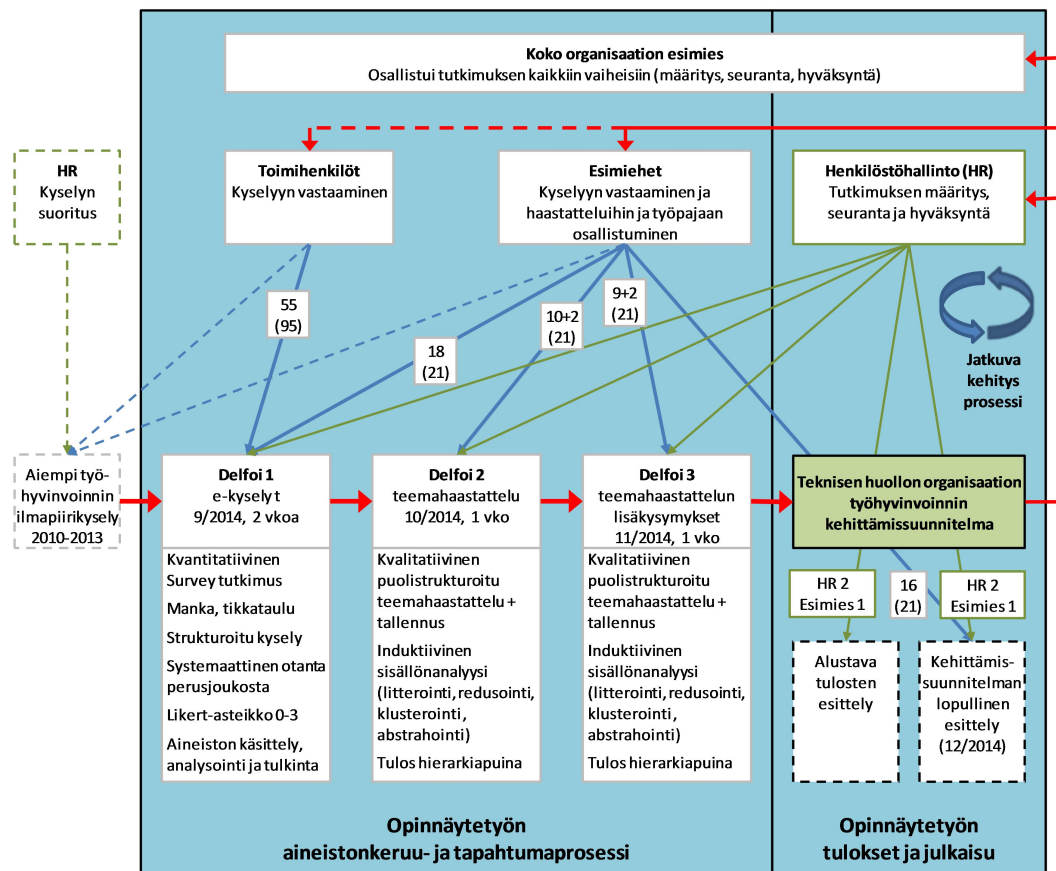 Koko organisaation esimies
Osallistui tutkimuksen kaikkiin vaiheisiin (määritys, seuranta, hyväksyntä)
HR
Kyselyn
suoritus
Toimihenkilöt
Kyselyyn vastaaminen
Esimiehet
Kyselyyn vastaaminen ja
haastatteluihin ja työpajaan
osallistuminen
Henkilöstöhallinto (HR)
Tutkimuksen määritys,
seuranta ja hyväksyntä
55
(95)
18
(21)
10+2
(21)
9+2
(21)
Jatkuva
kehitys
prosessi
Aiempi työ-
hyvinvoinnin
ilmapiirikysely
2010-2013
Delfoi 1
e-kysely t
9/2014, 2 vkoa
Kvantitatiivinen
Survey tutkimus
Manka, tikkataulu
Strukturoitu kysely
Systemaattinen otanta
perusjoukosta
Likert-asteikko 0-3
Aineiston käsittely,
analysointi ja tulkinta
Delfoi 2
teemahaastattelu
10/2014, 1 vko
Kvalitatiivinen
puolistrukturoitu
teemahaastattelu +
tallennus
Induktiivinen
sisällönanalyysi
(litterointi, redusointi,
klusterointi,
abstrahointi)
Tulos hierarkiapuina
Delfoi 3
teemahaastattelun
lisäkysymykset
11/2014, 1 vko
Kvalitatiivinen
puolistrukturoitu
teemahaastattelu +
tallennus
Induktiivinen
sisällönanalyysi
(litterointi, redusointi,
klusterointi,
abstrahointi)
Tulos hierarkiapuina
Teknisen huollon organisaation
työhyvinvoinnin
kehittämissuunnitelma
HR 2
Esimies 1
16
(21)
HR 2
Esimies 1
Alustava
tulosten
esittely
Kehittämis-
suunnitelman
lopullinen
esittely
(12/2014)
Opinnäytetyön
aineistonkeruu- ja tapahtumaprosessi
Opinnäytetyön
tulokset ja julkaisu